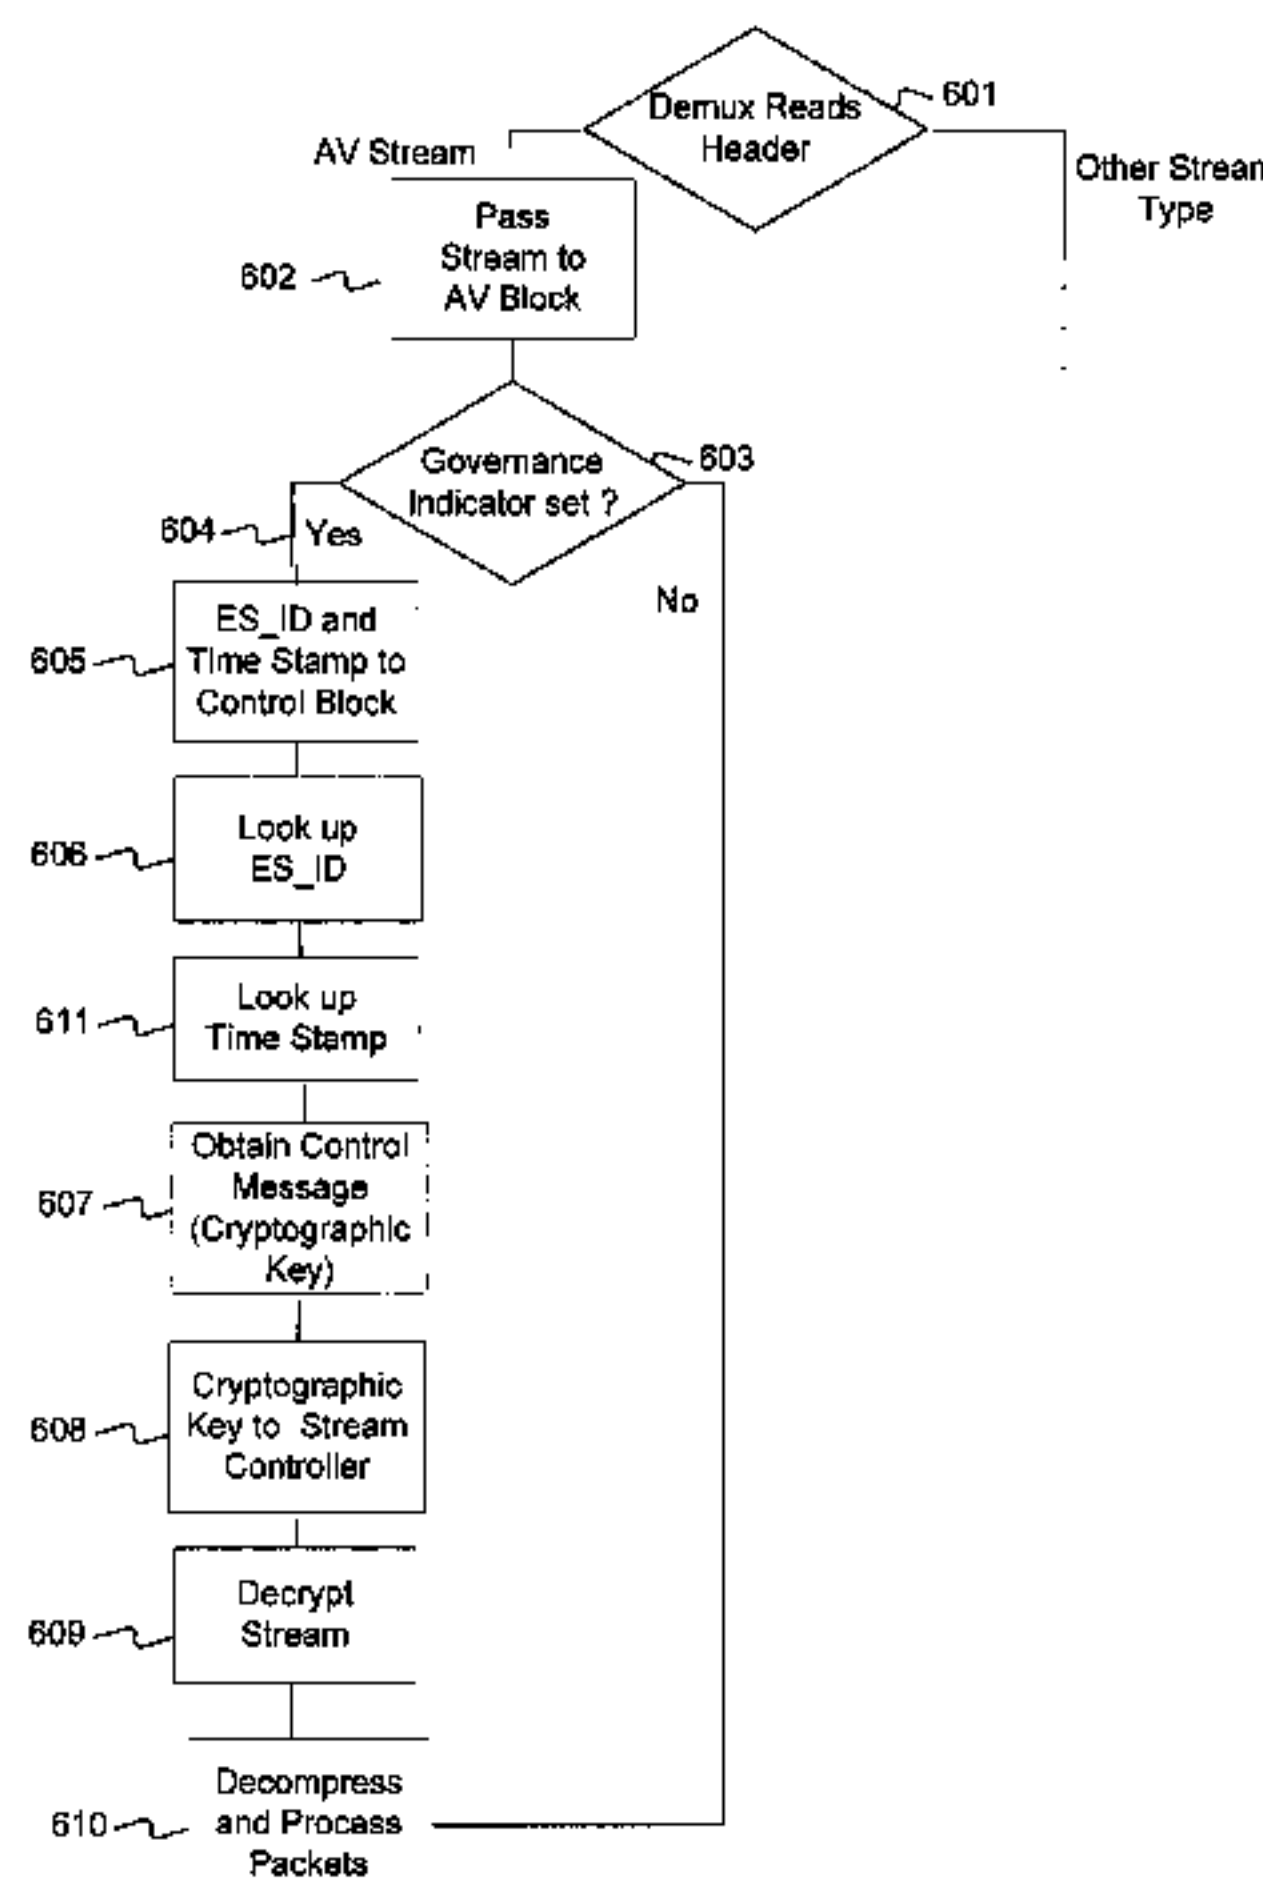 Demux Reads
Header
601
AV Stream
Other Stream
Type
Pass
Stream to
AV Block
602
Governance
Indicator set ?
603
604
Yes
No
ES_ID and
Time Stamp to
Control Block
605
Look up
ES_ID
606
Look up
Time Stamp
611
Obtain Control
Message
(Cryptographic
Key)
607
Cryptographic
Key to Stream
Controller
608
Decrypt
Stream
609
Decompress
and Process
Packets
610